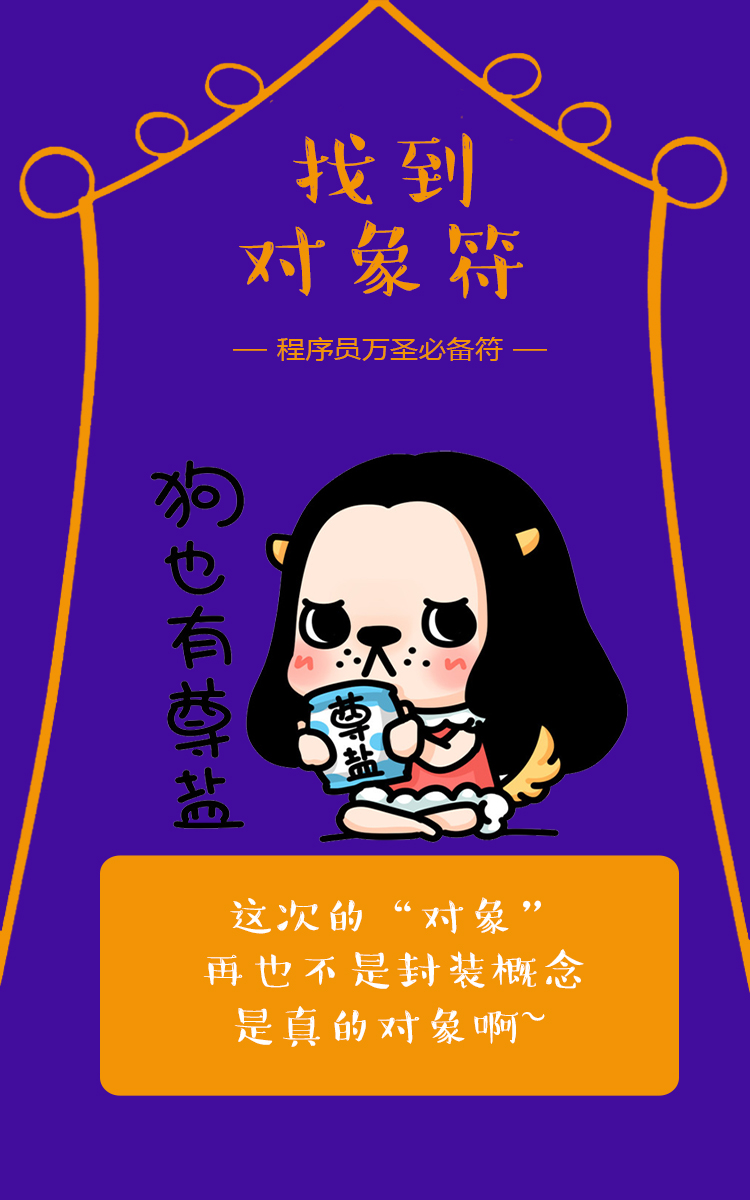 找到
对象符
— 程序员万圣必备符 —
狗也有尊盐
尊盐
这次的“对象”
再也不是封装概念
是真的对象啊~